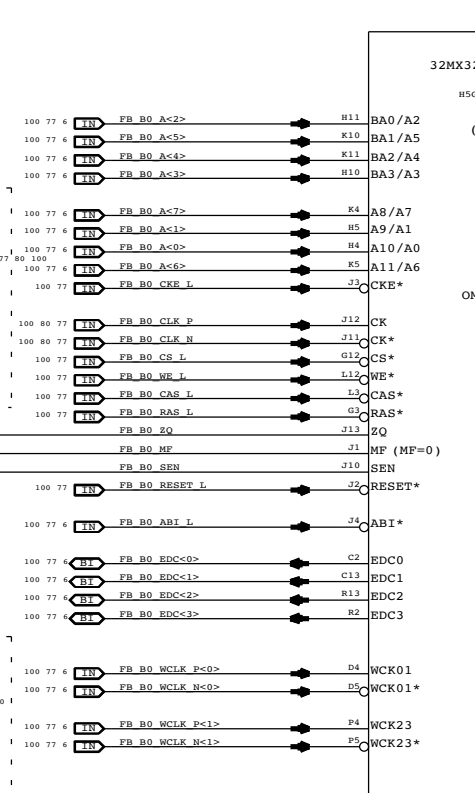 32MX32
H5G
(
100 77 6 IN FB_B0_A<2> H11 BA0/A2
100 77 6 IN FB_B0_A<5> K10 BA1/A5
100 77 6 IN FB_B0_A<4> K11 BA2/A4
100 77 6 IN FB_B0_A<3> H10 BA3/A3
100 77 6 IN FB_B0_A<7> K4 A8/A7
100 77 6 IN FB_B0_A<1> H5 A9/A1
100 77 6 IN FB_B0_A<0> H4 A10/A0
77 80 100
100 77 6 IN FB_B0_A<6> K5 A11/A6
100 77 IN FB_B0_CKE_L J3 CKE*
OM
100 80 77 IN FB_B0_CLK_P J12 CK
100 80 77 IN FB_B0_CLK_N J11 CK*
100 77 IN FB_B0_CS_L G12 CS*
100 77 IN FB_B0_WE_L L12 WE*
100 77 IN FB_B0_CAS_L L3 CAS*
100 77 IN FB_B0_RAS_L G3 RAS*
FB_B0_ZQ J13 ZQ
FB_B0_MF J1 MF (MF=0)
FB_B0_SEN J10 SEN
100 77 IN FB_B0_RESET_L J2 RESET*
100 77 6 IN FB_B0_ABI_L J4 ABI*
100 77 6 BI FB_B0_EDC<0> C2 EDC0
100 77 6 BI FB_B0_EDC<1> C13 EDC1
100 77 6 BI FB_B0_EDC<2> R13 EDC2
100 77 6 BI FB_B0_EDC<3> R2 EDC3
100 77 6 IN FB_B0_WCLK_P<0> D4 WCK01
100 77 6 IN FB_B0_WCLK_N<0> D5 WCK01*
0
100 77 6 IN FB_B0_WCLK_P<1> P4 WCK23
100 77 6 IN FB_B0_WCLK_N<1> P5 WCK23*